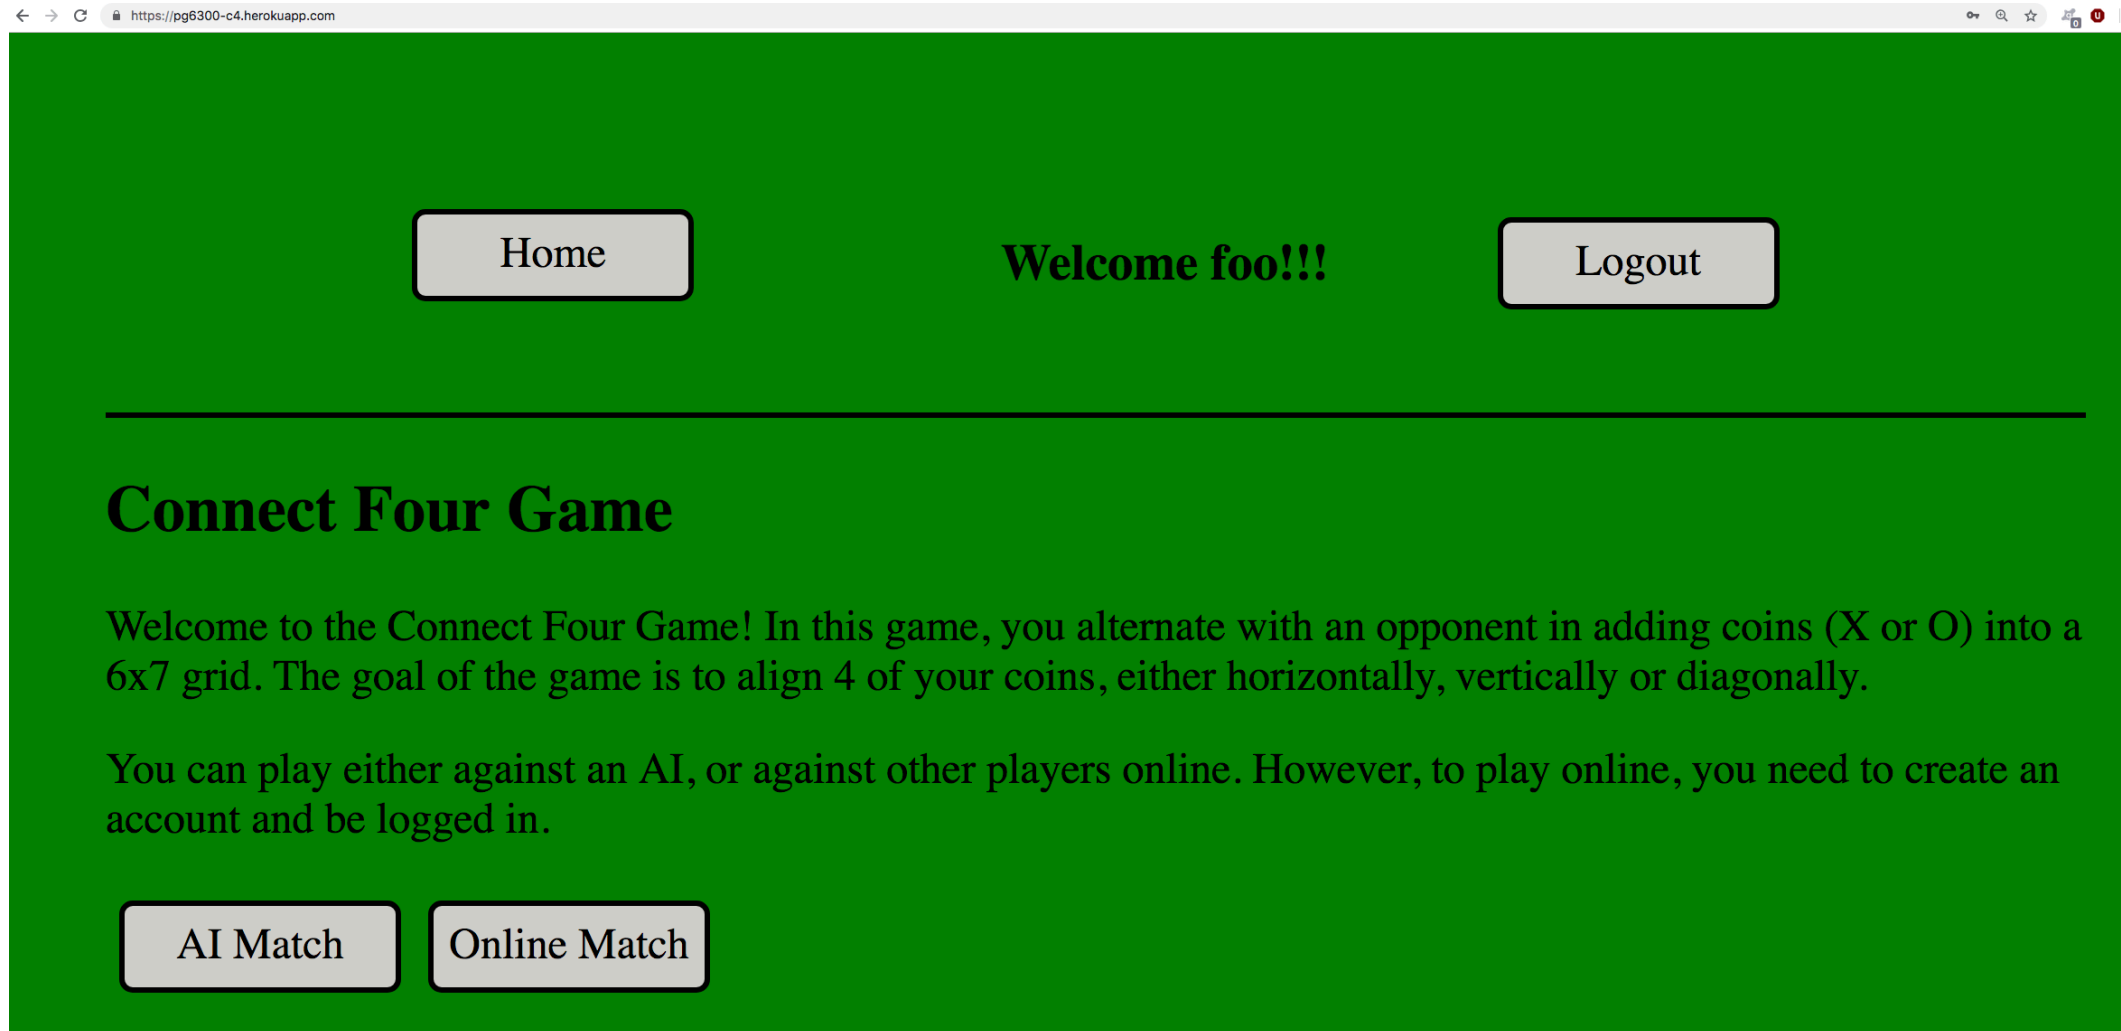 https://pg6300-c4.herokuapp.com
0
U
Home
Welcome foo!!!
Logout
Connect Four Game
Welcome to the Connect Four Game! In this game, you alternate with an opponent in adding coins (X or O) into a
6x7 grid. The goal of the game is to align 4 of your coins, either horizontally, vertically or diagonally.
You can play either against an AI, or against other players online. However, to play online, you need to create an
account and be logged in.
AI Match
Online Match